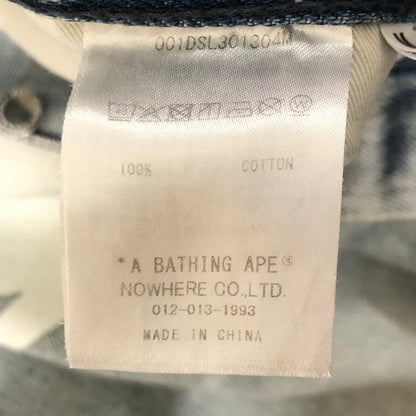 001DSL301304M
100% COTTON
*A BATHING APE®
NOWHERE CO.,LTD.
012-013-1993
MADE IN CHINA